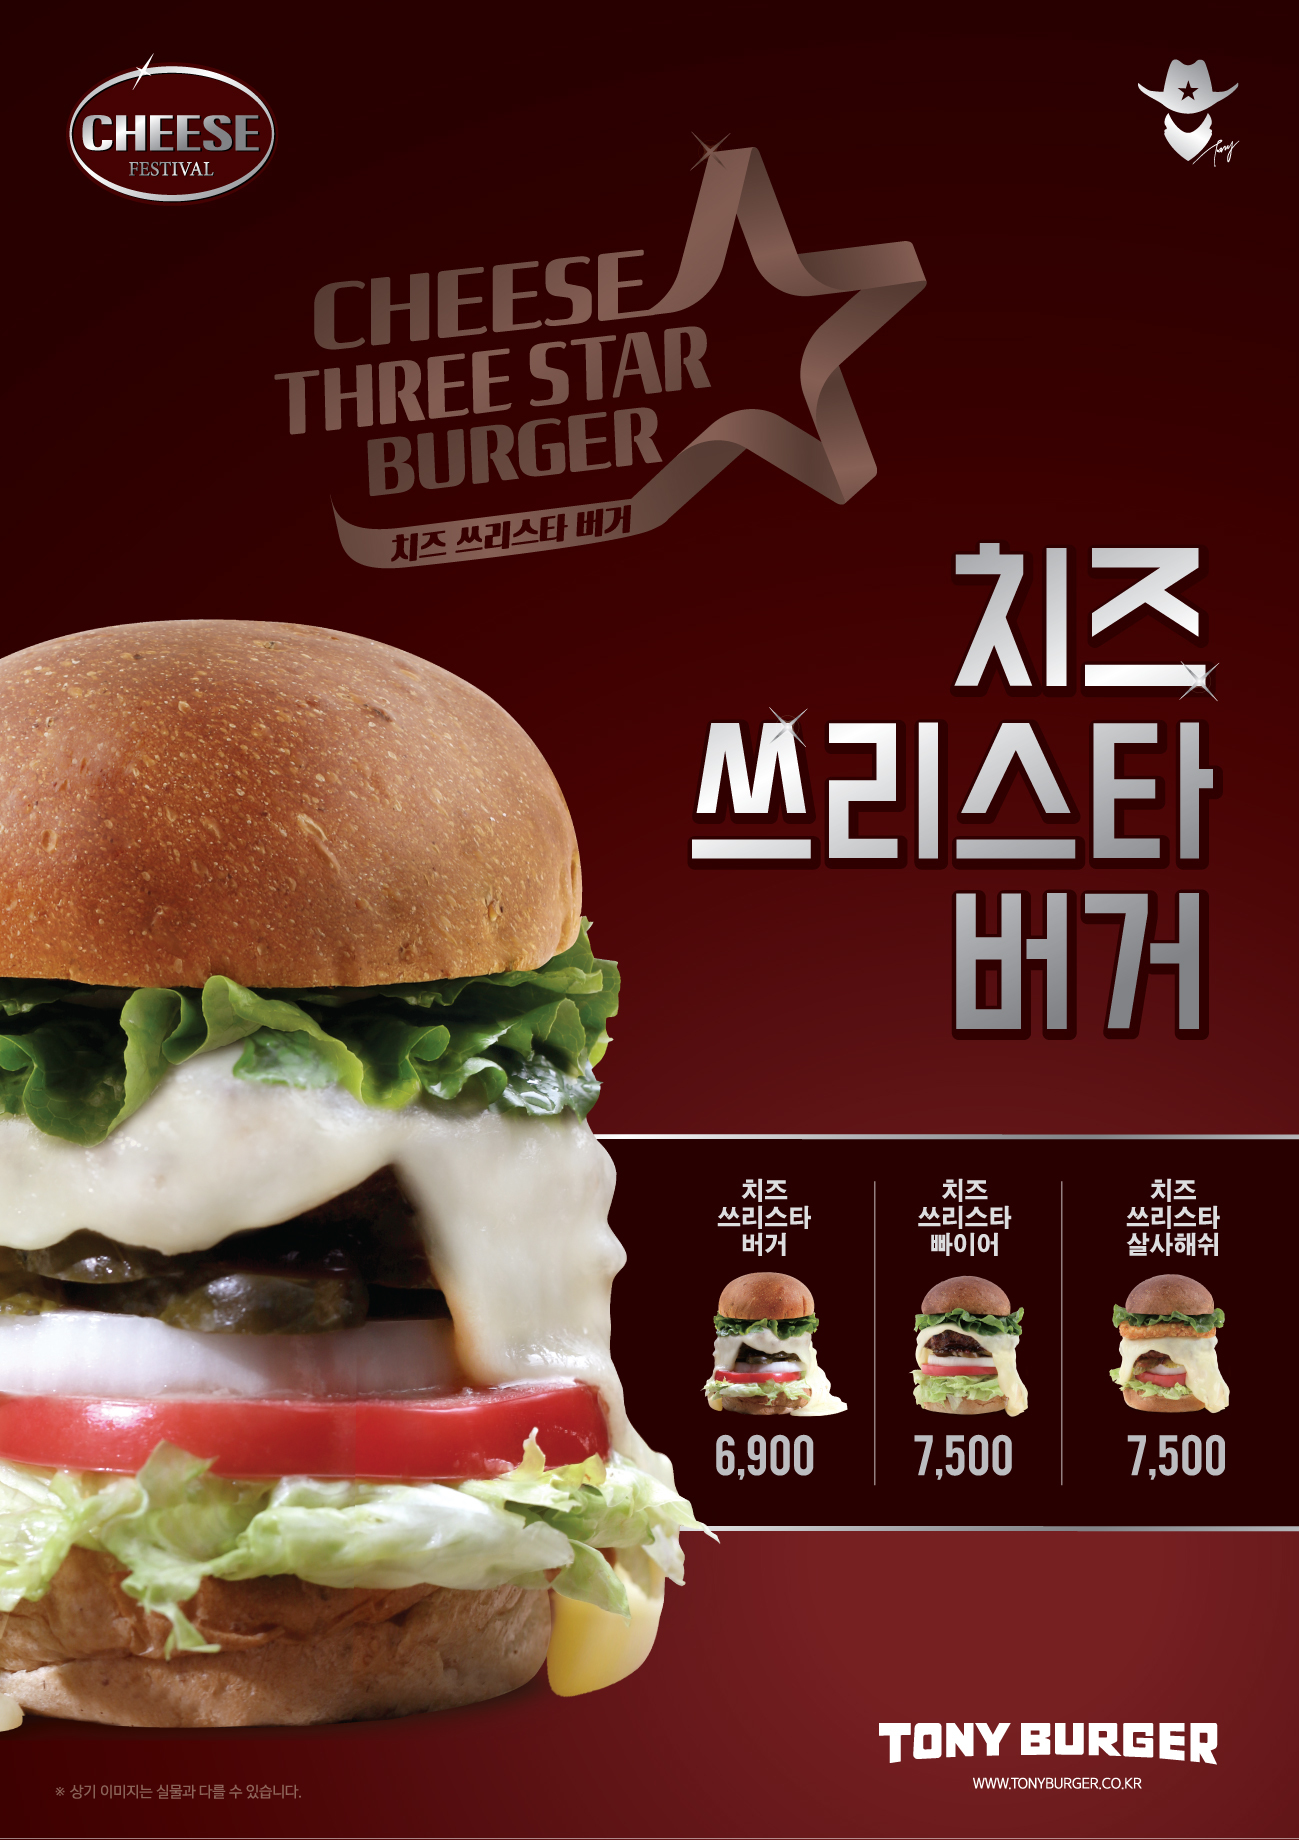 CHEESE
FESTIVAL
Tony
CHEESE
THREE STAR
BURGER
치즈 쓰리스타 버거
치즈
쓰리스타
버거
치즈
쓰리스타
버거
6,900
치즈
쓰리스타
빠이어
7,500
치즈
쓰리스타
살사해쉬
7,500
TONY BURGER
WWW.TONYBURGER.CO.KR
※ 상기 이미지는 실물과 다를 수 있습니다.